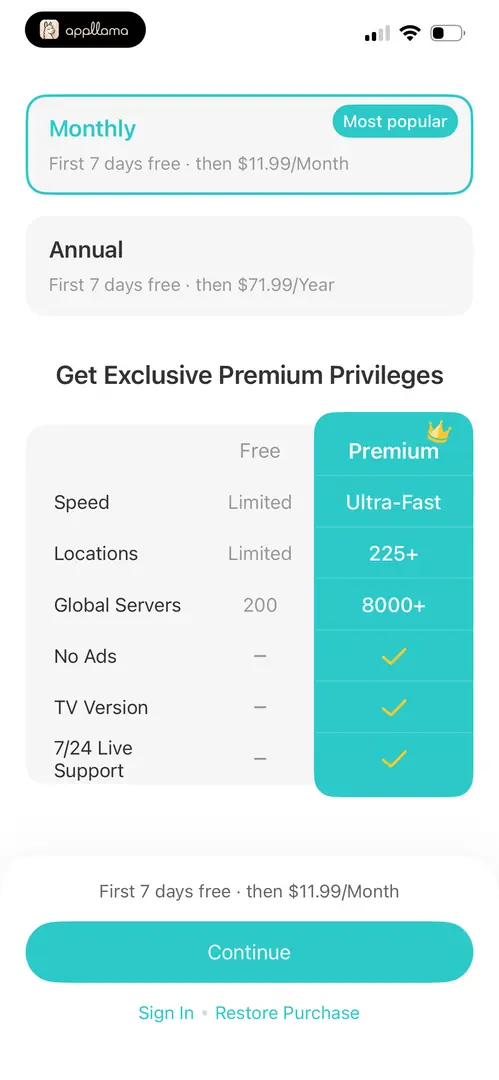 appllama
Monthly
Most popular
First 7 days free · then $11.99/Month
Annual
First 7 days free · then $71.99/Year
Get Exclusive Premium Privileges
Free Premium
Speed Limited Ultra-Fast
Locations Limited 225+
Global Servers 200 8000+
No Ads –
TV Version –
7/24 Live
Support –
First 7 days free · then $11.99/Month
Continue
Sign In • Restore Purchase